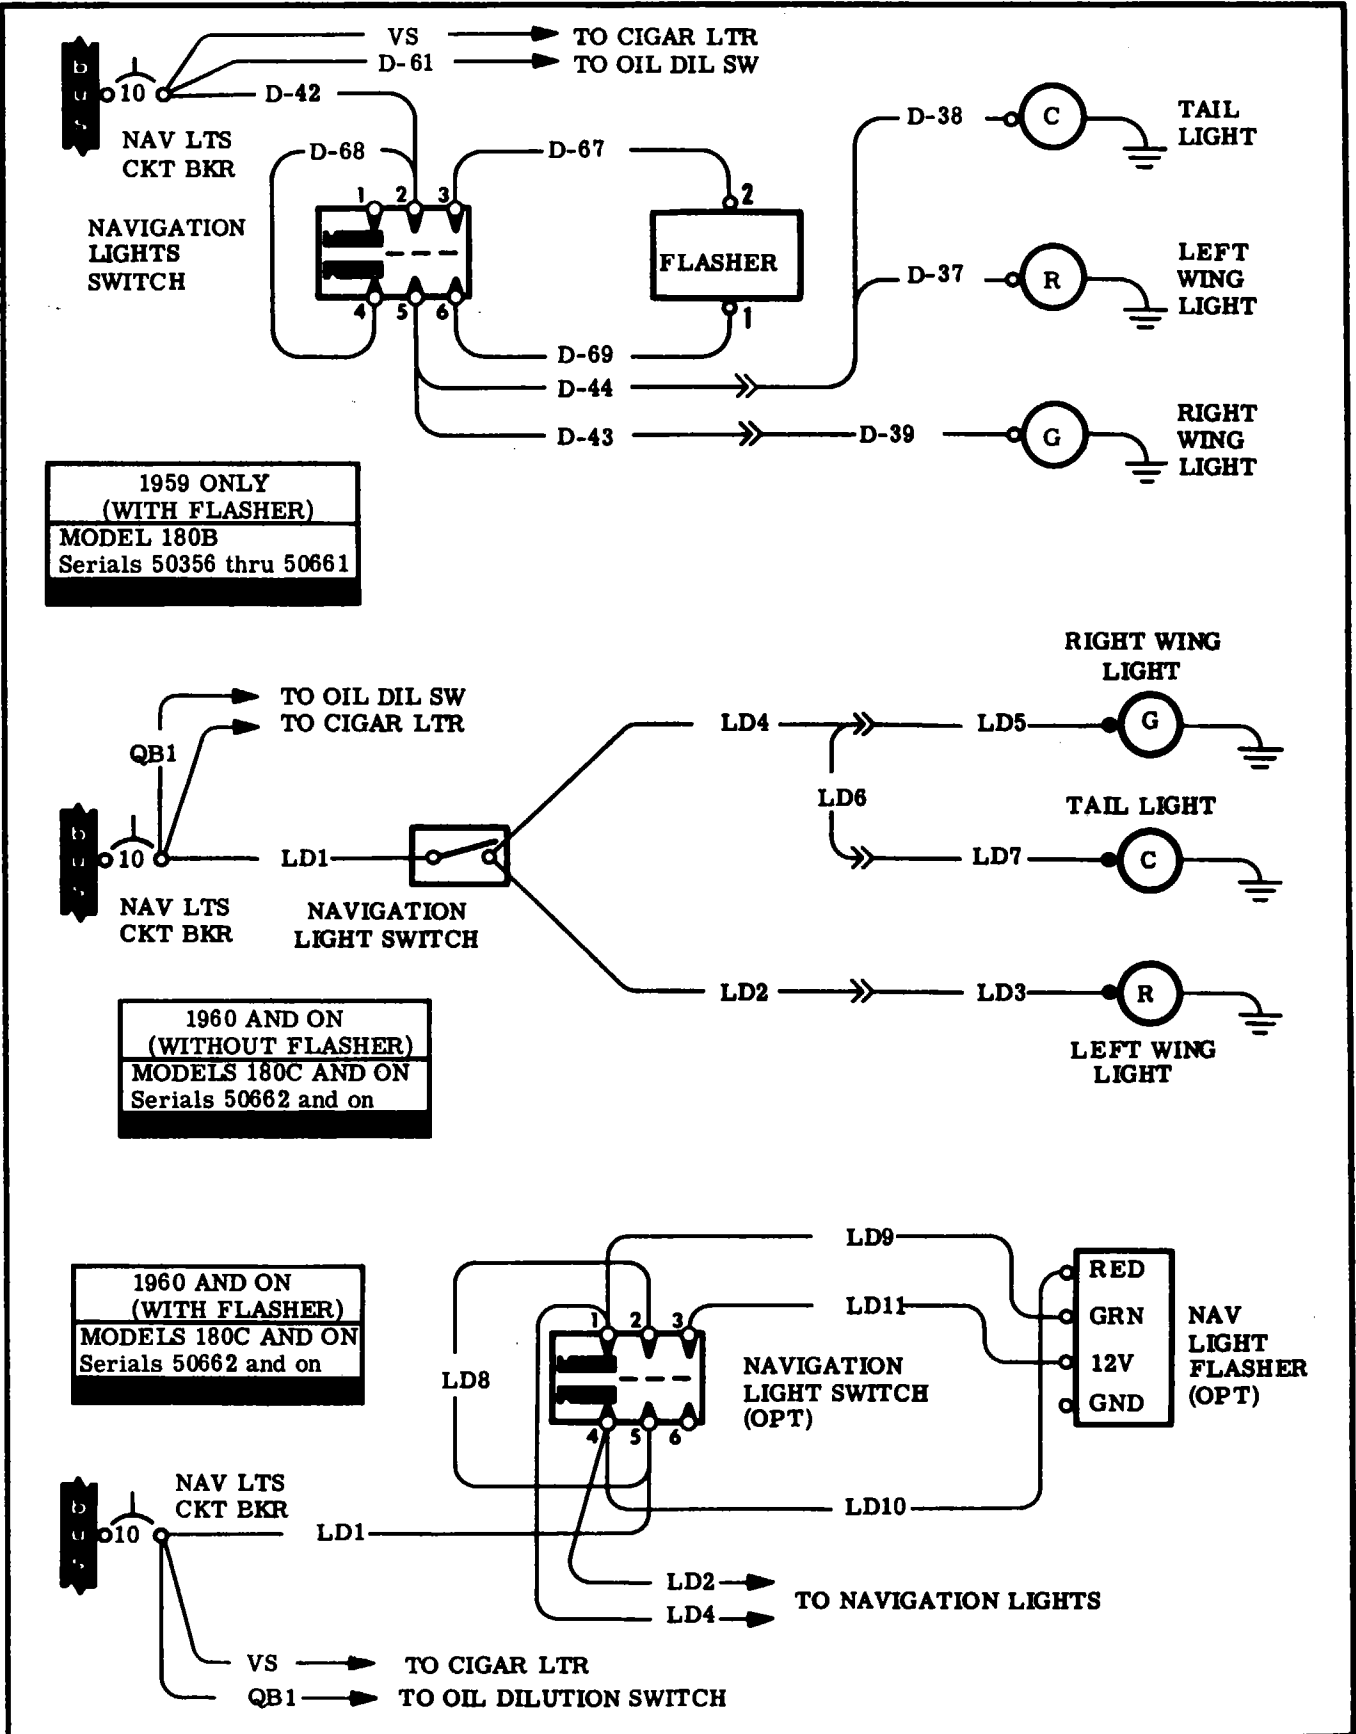 VS TO CIGAR LTR
D-61 TO OIL DIL SW
bus 10 D-42
NAV LTS
CKT BKR
D-68
D-67
D-38 C TAIL
LIGHT
1 2 3
2
NAVIGATION
LIGHTS
SWITCH
FLASHER
D-37 R LEFT
WING
LIGHT
4 5 6
1
D-69
D-44
D-43 D-39 G RIGHT
WING
LIGHT
1959 ONLY
(WITH FLASHER)
MODEL 180B
Serials 50356 thru 50661
RIGHT WING
LIGHT
TO OIL DIL SW
TO CIGAR LTR
QB1
LD4 LD5 G
LD6
TAIL LIGHT
bus 10 LD1
LD7 C
NAV LTS
CKT BKR
NAVIGATION
LIGHT SWITCH
LD2 LD3 R
LEFT WING
LIGHT
1960 AND ON
(WITHOUT FLASHER)
MODELS 180C AND ON
Serials 50662 and on
1960 AND ON
(WITH FLASHER)
MODELS 180C AND ON
Serials 50662 and on
LD9
LD11
1 2 3
RED
GRN
12V
GND
NAV
LIGHT
FLASHER
(OPT)
LD8
NAVIGATION
LIGHT SWITCH
(OPT)
4 5 6
NAV LTS
CKT BKR
LD10
bus 10 LD1
LD2
LD4
TO NAVIGATION LIGHTS
VS TO CIGAR LTR
QB1 TO OIL DILUTION SWITCH